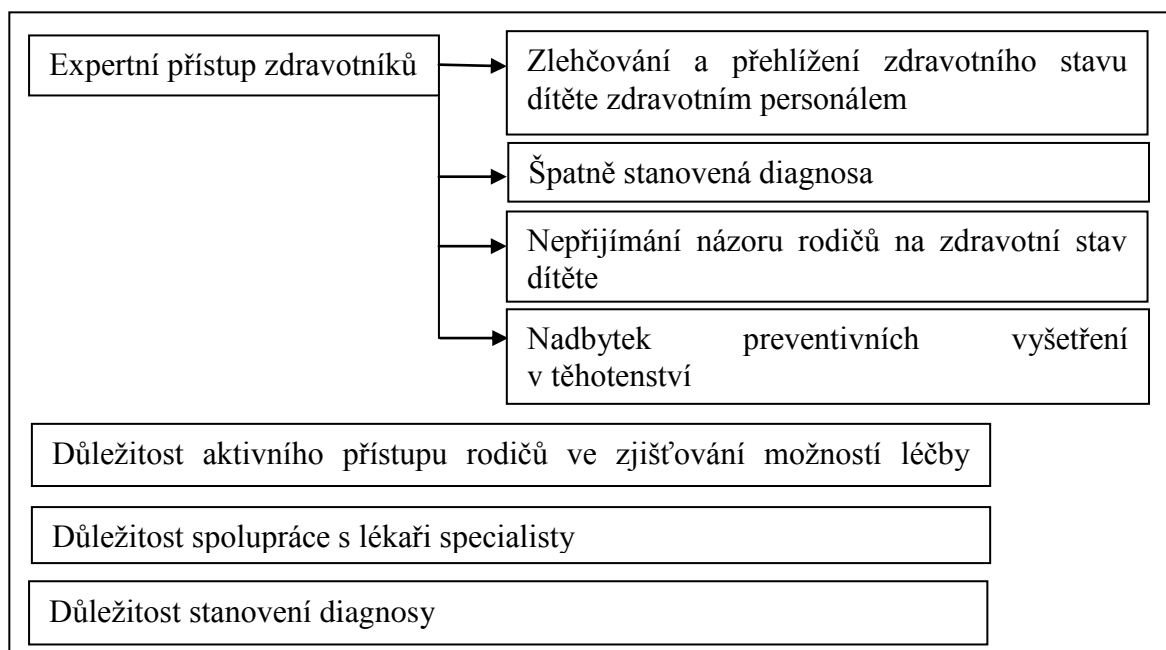 Expertní přístup zdravotníků
Zlehčování a přehlížení zdravotního stavu
dítěte zdravotním personálem
Špatně stanovená diagnosa
Nepřijímání názoru rodičů na zdravotní stav
dítěte
Nadbytek preventivních vyšetření
v těhotenství
Důležitost aktivního přístupu rodičů ve zjišťování možností léčby
Důležitost spolupráce s lékaři specialisty
Důležitost stanovení diagnosy